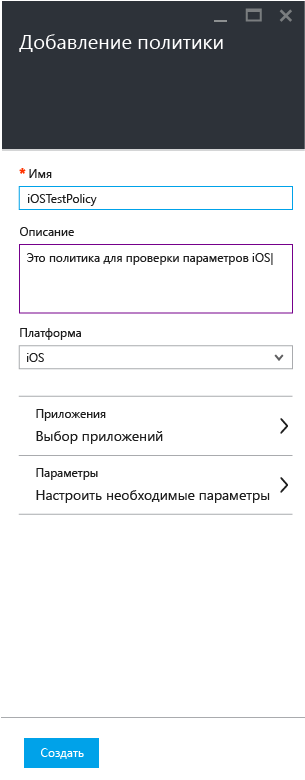 Добавление политики
* Имя
iOSTestPolicy
Описание
Это политика для проверки параметров iOS
Платформа
iOS
Приложения
Выбор приложений
Параметры
Настроить необходимые параметры
Создать